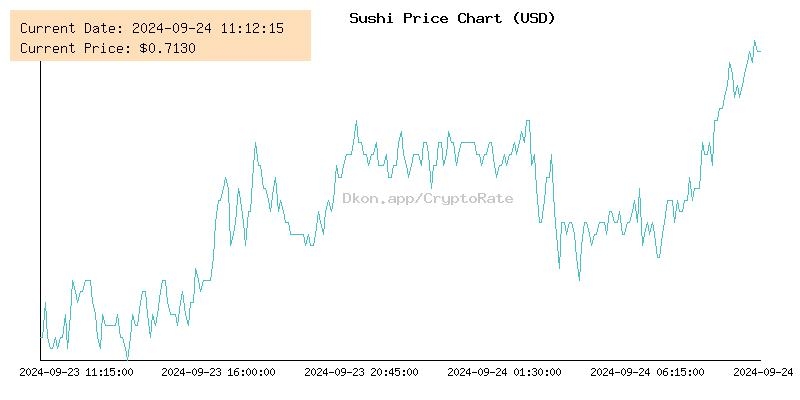 Sushi Price Chart (USD)
Current Date: 2024-09-24 11:12:15
Current Price: $0.7130
Dkon.app/CryptoRate
2024-09-23 11:15:00 2024-09-23 16:00:00 2024-09-23 20:45:00 2024-09-24 01:30:00 2024-09-24 06:15:00 2024-09-24